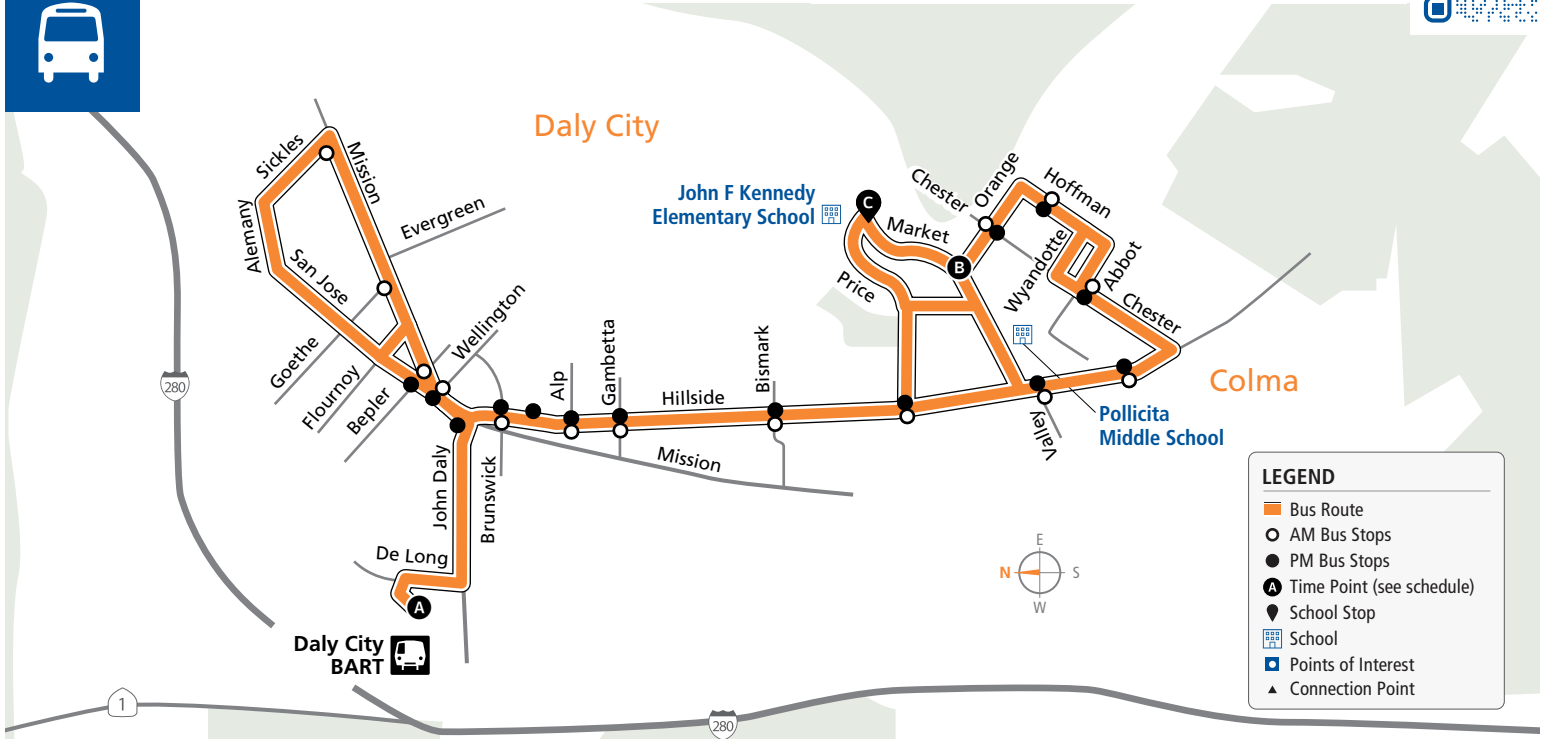 Daly City
Sickles
Mission
Evergreen
Alemany
San Jose
Goethe
Flournoy
Bepler
Wellington
John F Kennedy
Elementary School
C
Market
Price
B
Chester
Orange
Hoffman
Wyandotte
Abbot
Chester
Colma
280
Alp
Gambetta
Hillside
Bismark
Valley
Pollicita
Middle School
Mission
John Daly
Brunswick
De Long
A
Daly City
BART
E
N
S
W
1
280
LEGEND
Bus Route
AM Bus Stops
PM Bus Stops
A Time Point (see schedule)
School Stop
School
Points of Interest
Connection Point